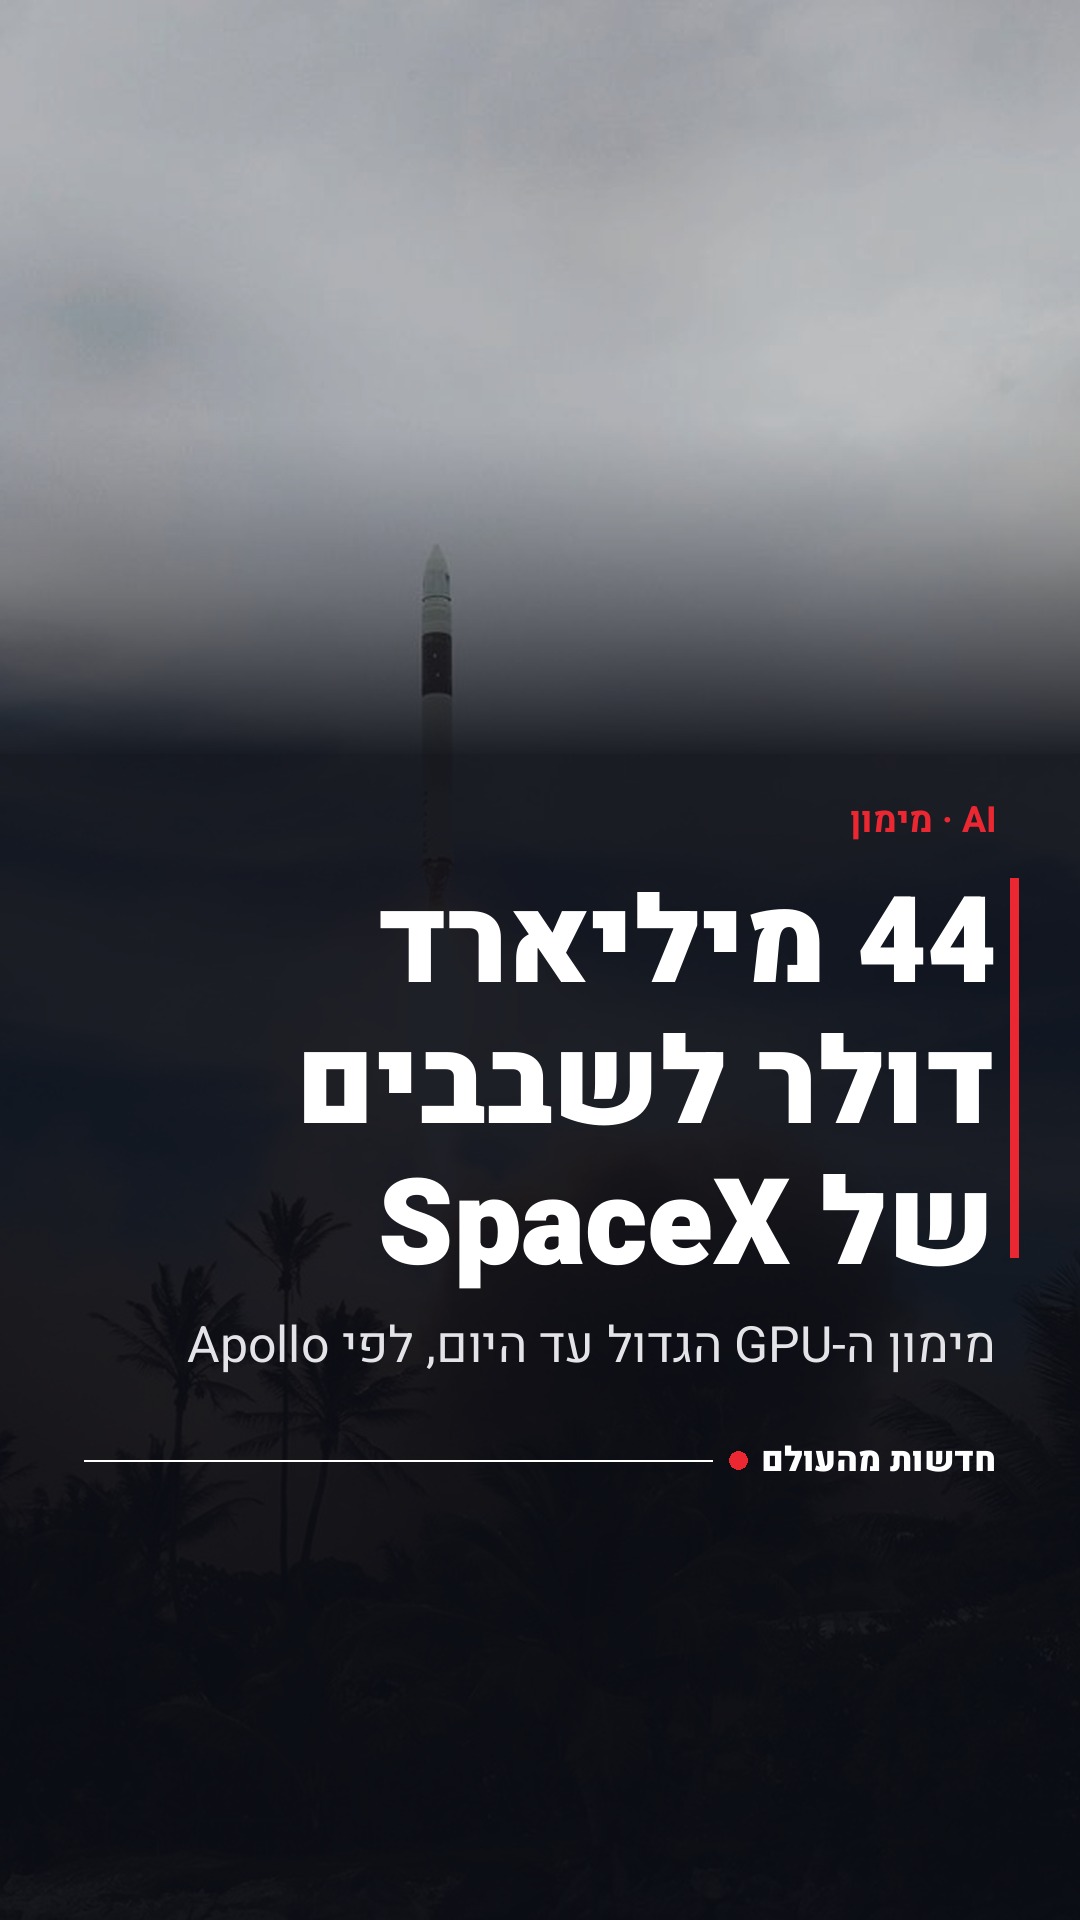 AI · מימון
44 מיליארד
דולר לשבבים
של SpaceX
מימון ה-GPU הגדול עד היום, לפי Apollo
חדשות מהעולם